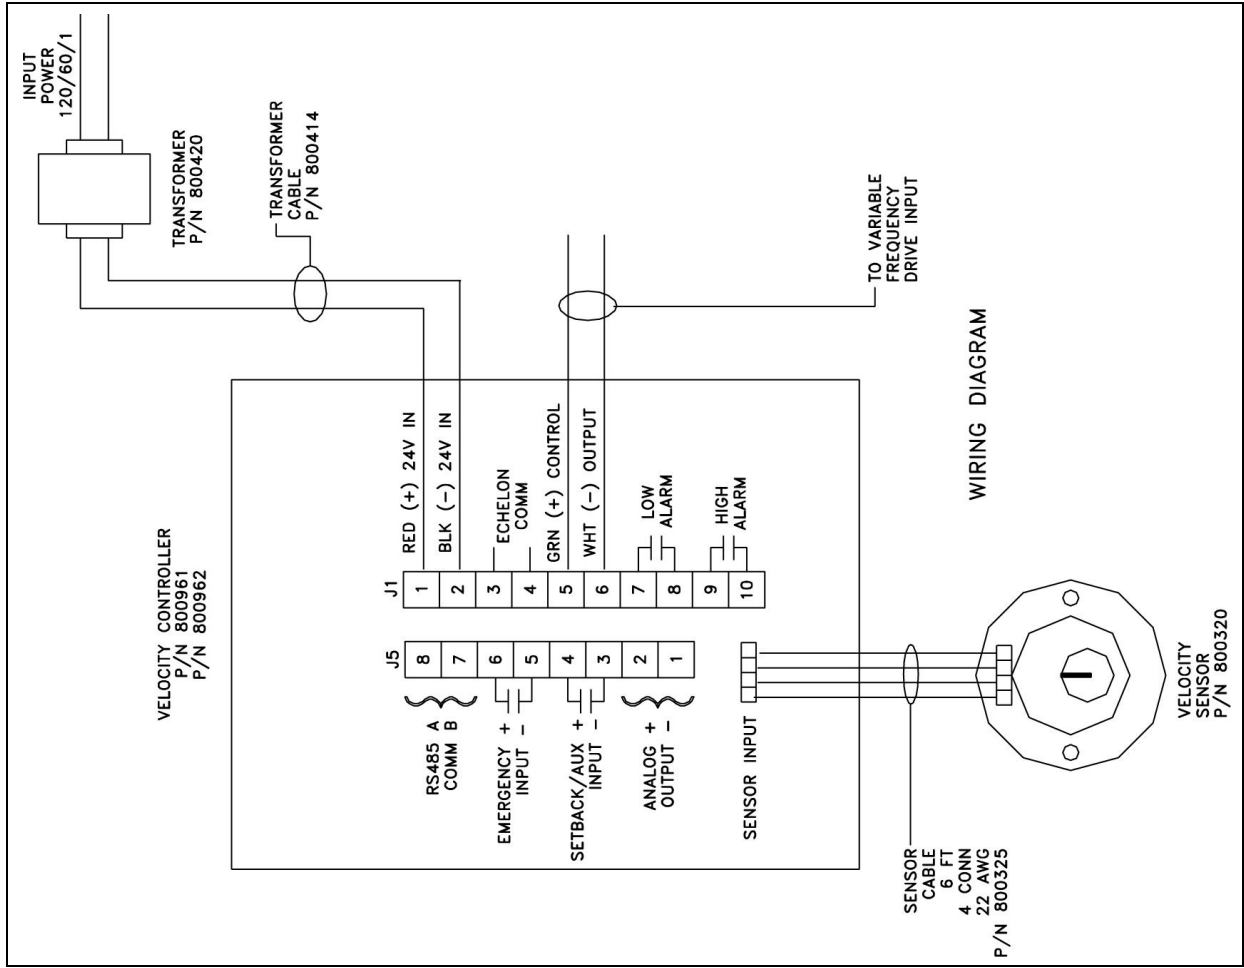 INPUT
POWER
120/60/1
TRANSFORMER
P/N 800420
TRANSFORMER
CABLE
P/N 800414
TO VARIABLE
FREQUENCY
DRIVE INPUT
WIRING DIAGRAM
VELOCITY CONTROLLER
P/N 800961
P/N 800962
RED (+) 24V IN
BLK (-) 24V IN
ECHELON
COMM
GRN (+) CONTROL
WHT (-) OUTPUT
LOW
ALARM
HIGH
ALARM
J1
1
2
3
4
5
6
7
8
9
10
J5
8
7
6
5
4
3
2
1
RS485 A
COMM B
EMERGENCY +
INPUT -
SETBACK/AUX +
INPUT -
ANALOG +
OUTPUT -
SENSOR INPUT
SENSOR
CABLE
6 FT
4 CONN
22 AWG
P/N 800325
VELOCITY
SENSOR
P/N 800320